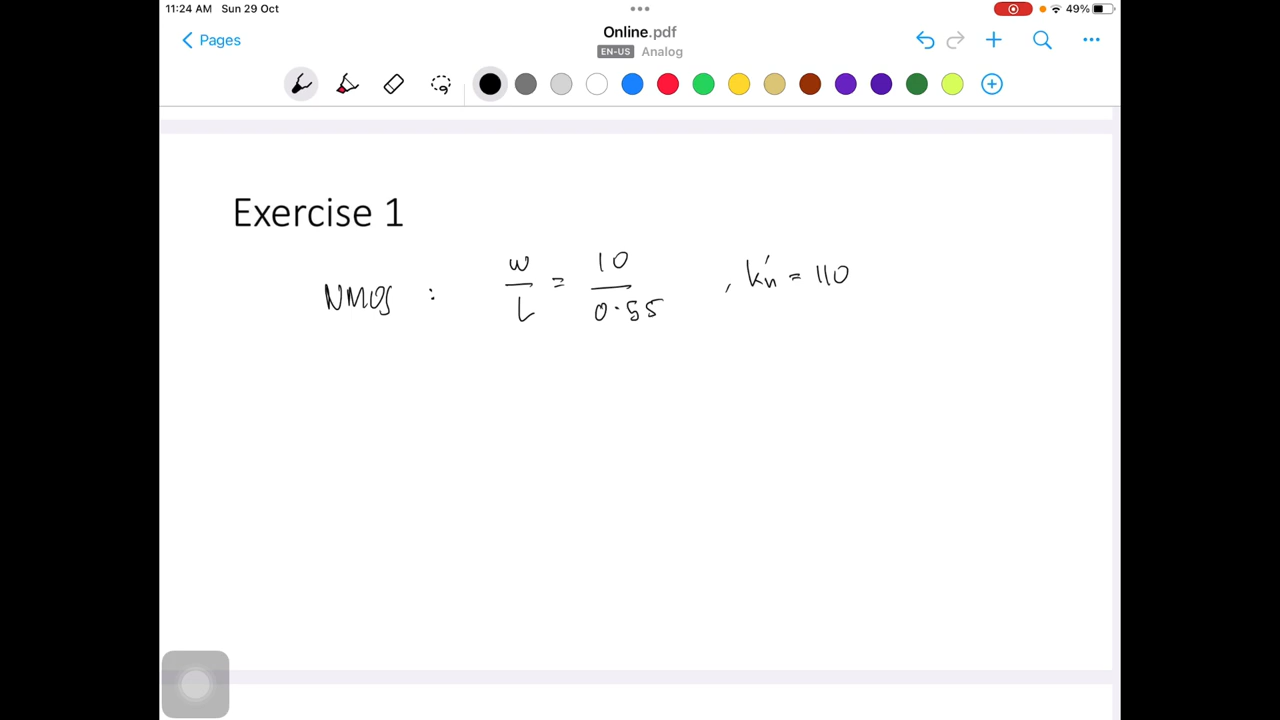 11:24 AM Sun 29 Oct
49%
Pages
Online.pdf
EN-US Analog
Exercise 1
NMOS : W/L = 10/0.55 , k'n = 110